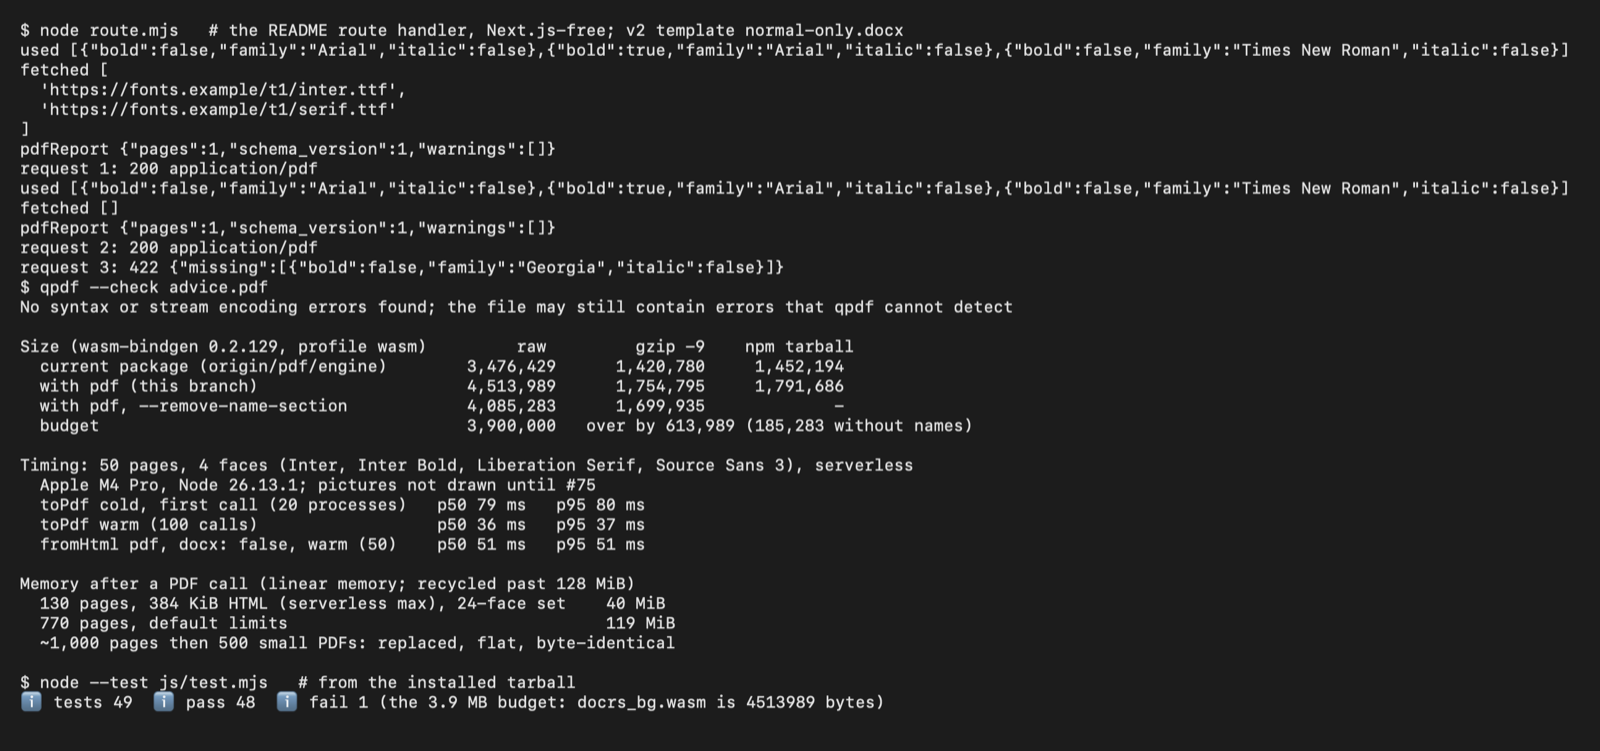 $ node route.mjs   # the README route handler, Next.js-free; v2 template normal-only.docx
used [{"bold":false,"family":"Arial","italic":false},{"bold":true,"family":"Arial","italic":false},{"bold":false,"family":"Times New Roman","italic":false}]
fetched [
  'https://fonts.example/t1/inter.ttf',
  'https://fonts.example/t1/serif.ttf'
]
pdfReport {"pages":1,"schema_version":1,"warnings":[]}
request 1: 200 application/pdf
used [{"bold":false,"family":"Arial","italic":false},{"bold":true,"family":"Arial","italic":false},{"bold":false,"family":"Times New Roman","italic":false}]
fetched []
pdfReport {"pages":1,"schema_version":1,"warnings":[]}
request 2: 200 application/pdf
request 3: 422 {"missing":[{"bold":false,"family":"Georgia","italic":false}]}
$ qpdf --check advice.pdf
No syntax or stream encoding errors found; the file may still contain errors that qpdf cannot detect

Size (wasm-bindgen 0.2.129, profile wasm)         raw         gzip -9    npm tarball
  current package (origin/pdf/engine)        3,476,429      1,420,780     1,452,194
  with pdf (this branch)                     4,513,989      1,754,795     1,791,686
  with pdf, --remove-name-section            4,085,283      1,699,935             –
  budget                                     3,900,000   over by 613,989 (185,283 without names)

Timing: 50 pages, 4 faces (Inter, Inter Bold, Liberation Serif, Source Sans 3), serverless
  Apple M4 Pro, Node 26.13.1; pictures not drawn until #75
  toPdf cold, first call (20 processes)   p50 79 ms   p95 80 ms
  toPdf warm (100 calls)                  p50 36 ms   p95 37 ms
  fromHtml pdf, docx: false, warm (50)    p50 51 ms   p95 51 ms

Memory after a PDF call (linear memory; recycled past 128 MiB)
  130 pages, 384 KiB HTML (serverless max), 24-face set    40 MiB
  770 pages, default limits                                119 MiB
  ~1,000 pages then 500 small PDFs: replaced, flat, byte-identical

$ node --test js/test.mjs   # from the installed tarball
ℹ️ tests 49  ℹ️ pass 48  ℹ️ fail 1 (the 3.9 MB budget: docrs_bg.wasm is 4513989 bytes)